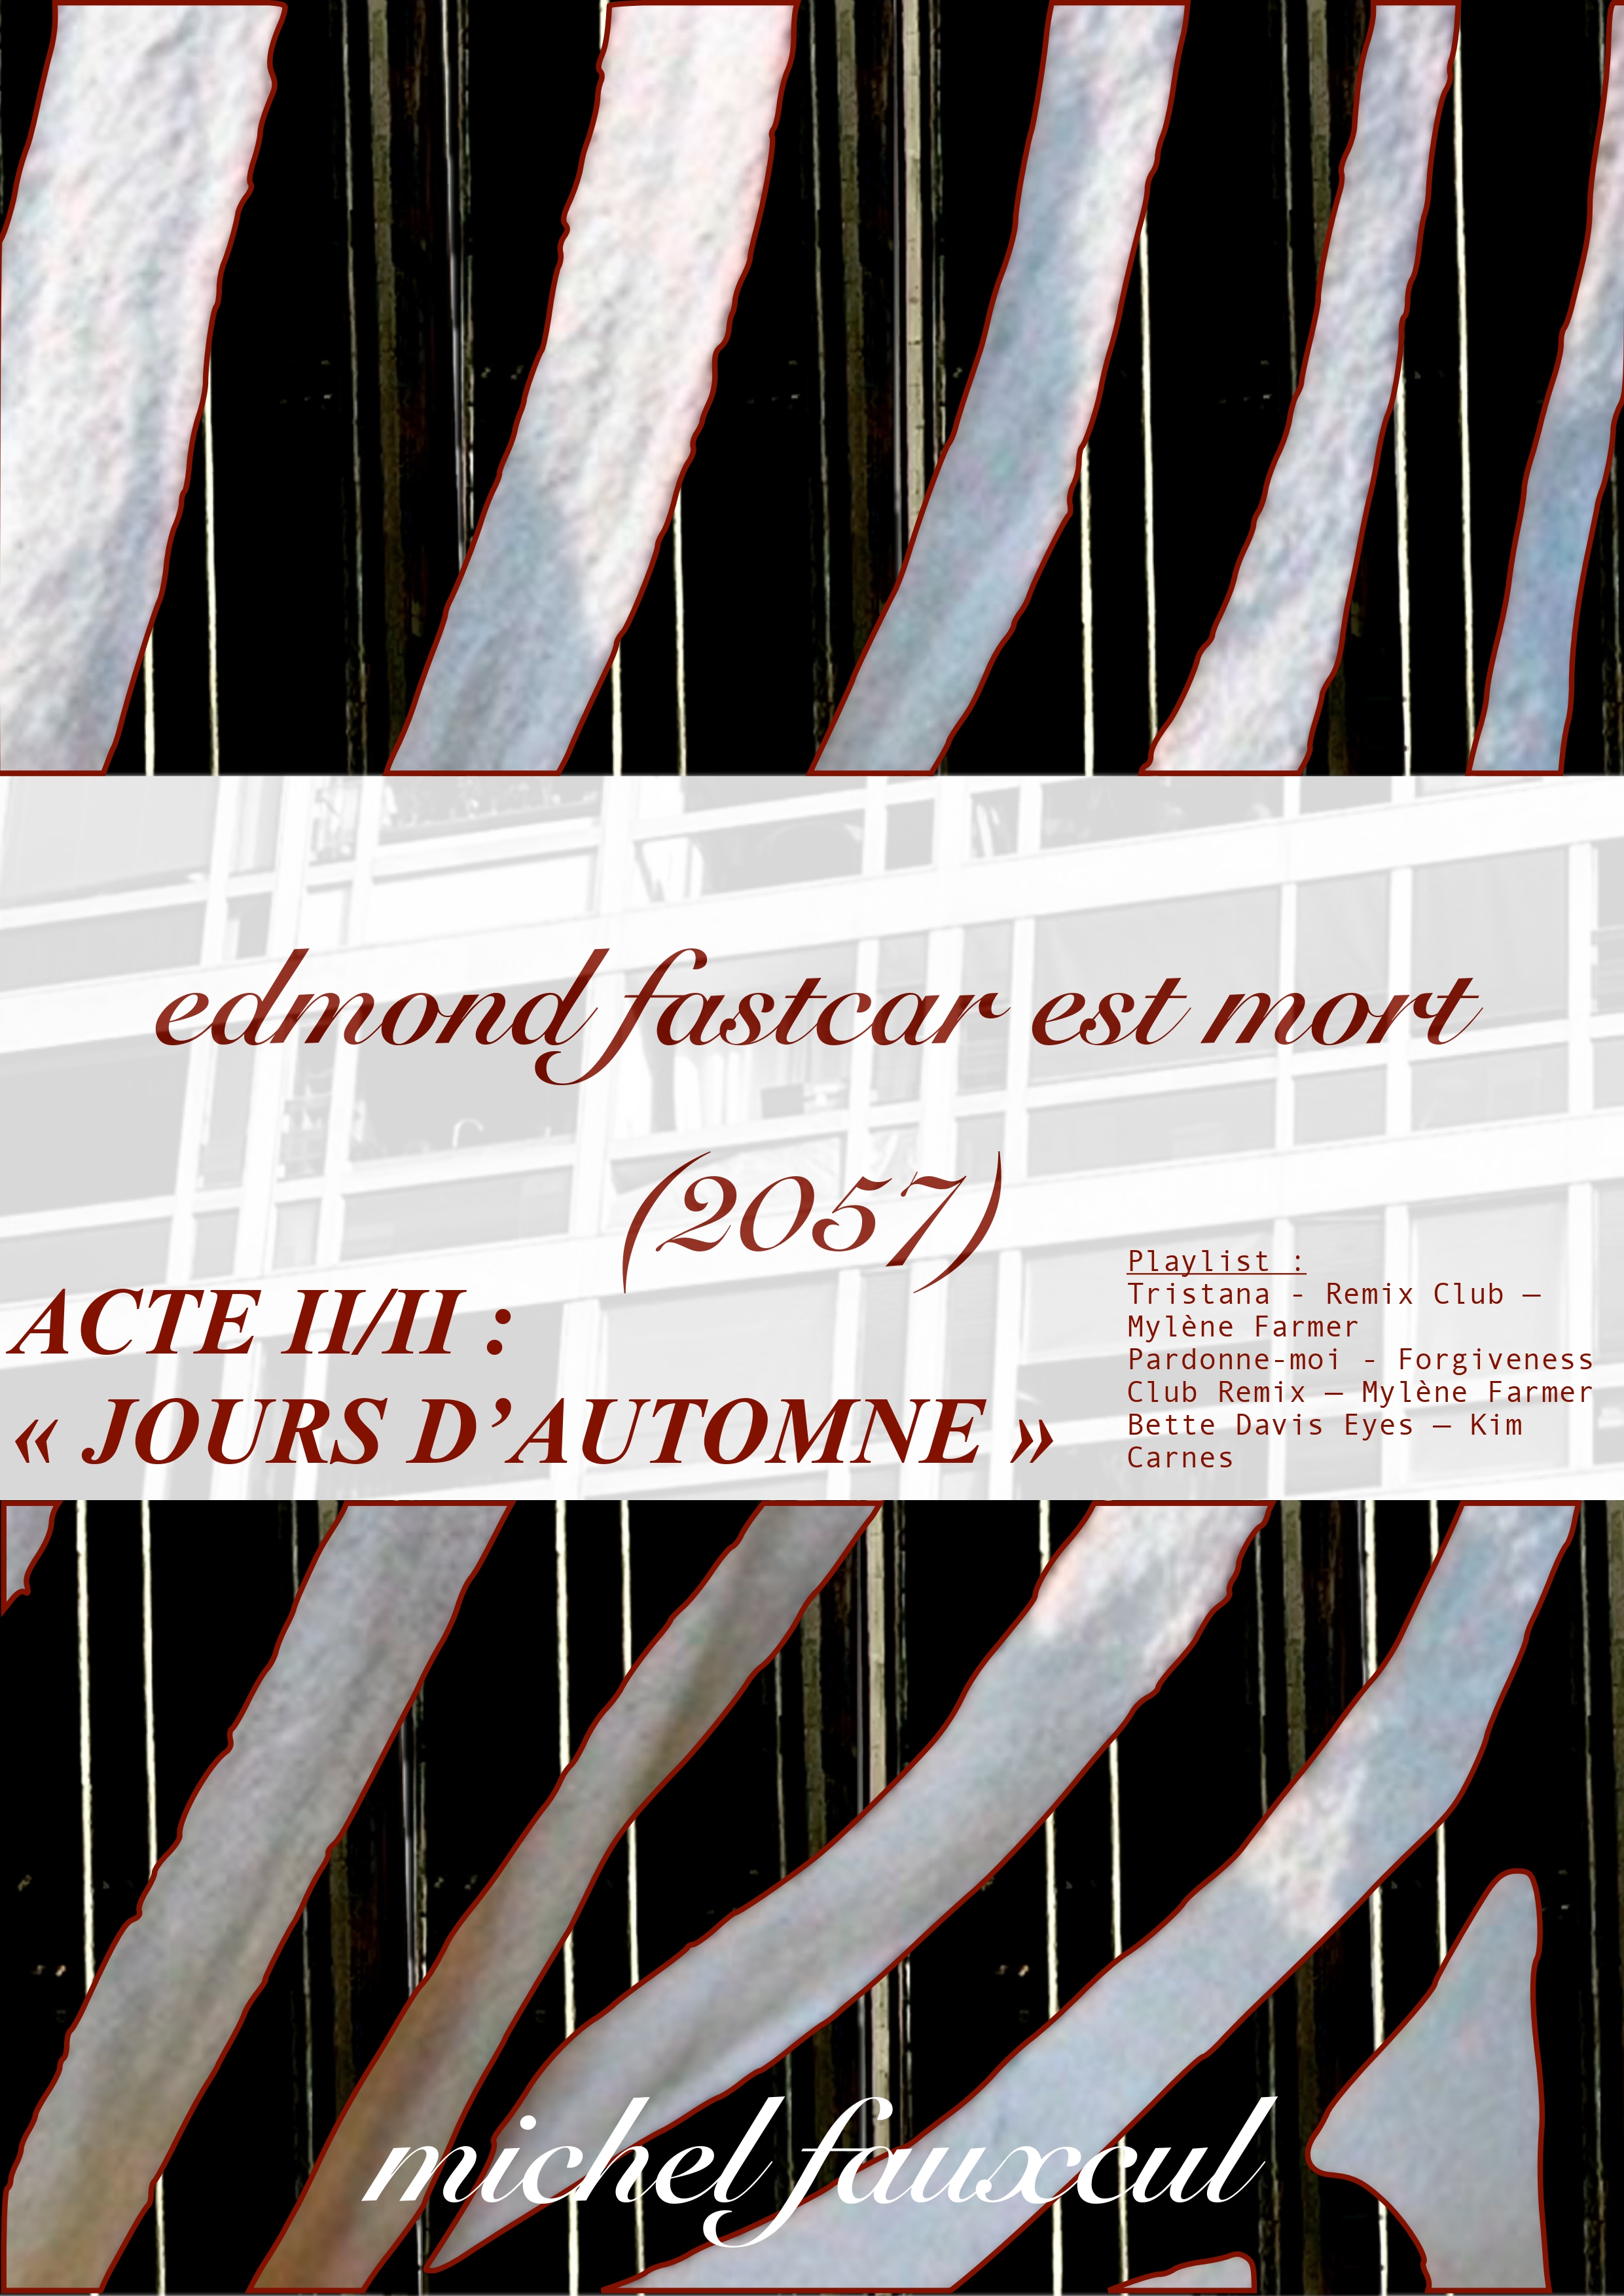 edmond fastcar est mort
(2057)
ACTE II/II :
« JOURS D’AUTOMNE »
Playlist :
Tristana - Remix Club —
Mylène Farmer
Pardonne-moi - Forgiveness
Club Remix — Mylène Farmer
Bette Davis Eyes — Kim
Carnes
michel fauxcul